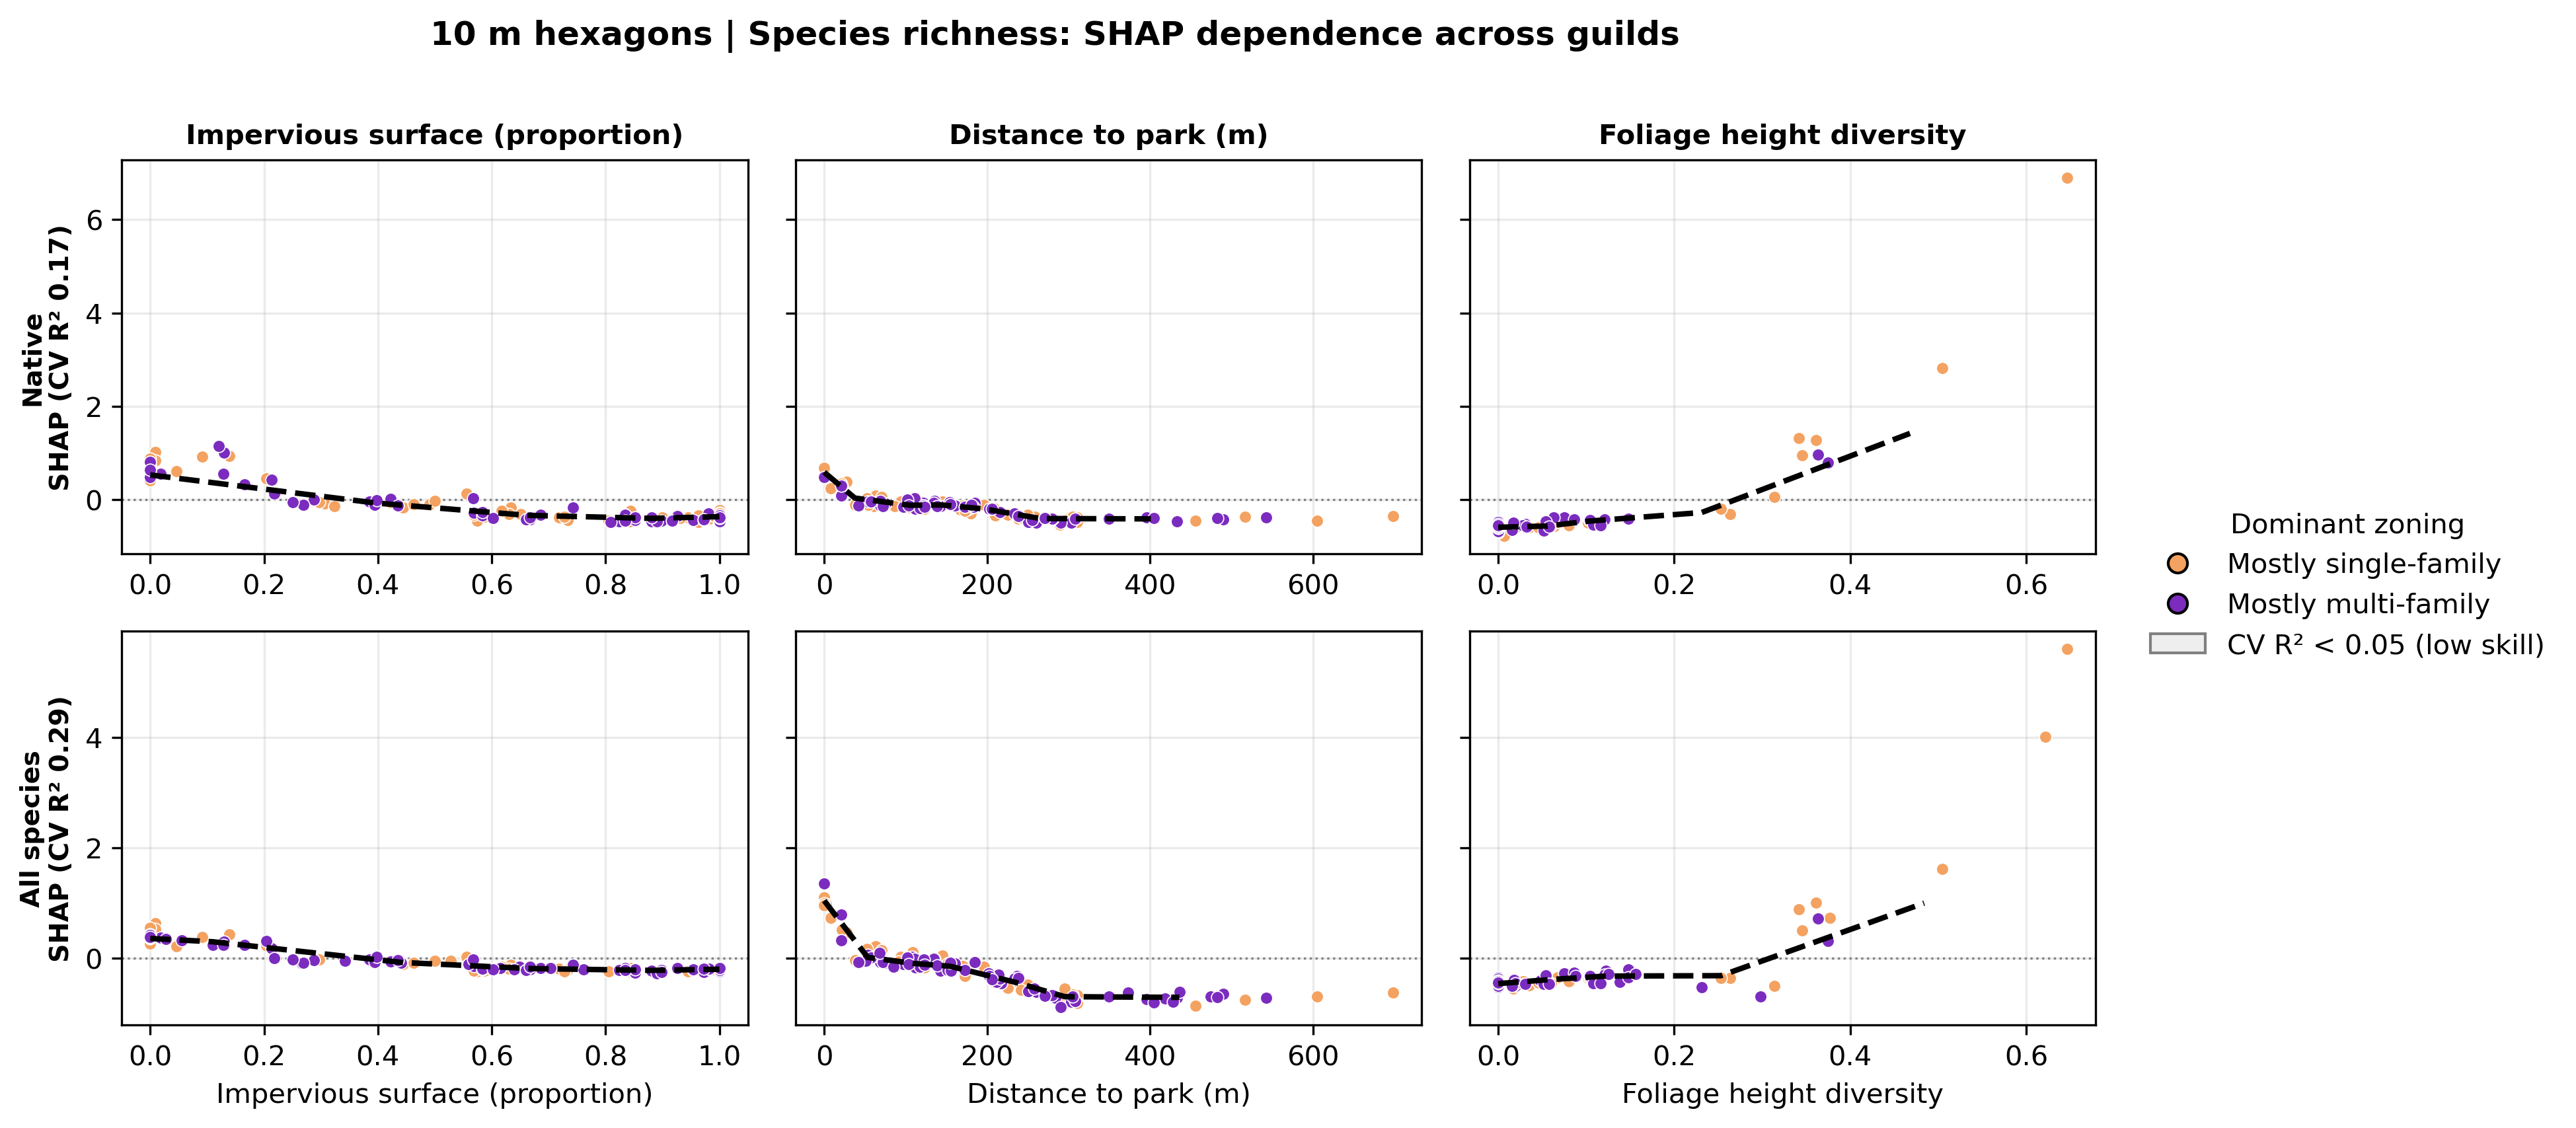 10 m hexagons | Species richness: SHAP dependence across guilds
Impervious surface (proportion)
Distance to park (m)
Foliage height diversity
Native
SHAP (CV R² 0.17)
6
4
2
0
0.0 0.2 0.4 0.6 0.8 1.0
0 200 400 600
0.0 0.2 0.4 0.6
All species
SHAP (CV R² 0.29)
4
2
0
0.0 0.2 0.4 0.6 0.8 1.0
0 200 400 600
0.0 0.2 0.4 0.6
Impervious surface (proportion)
Distance to park (m)
Foliage height diversity
Dominant zoning
Mostly single-family
Mostly multi-family
CV R² < 0.05 (low skill)